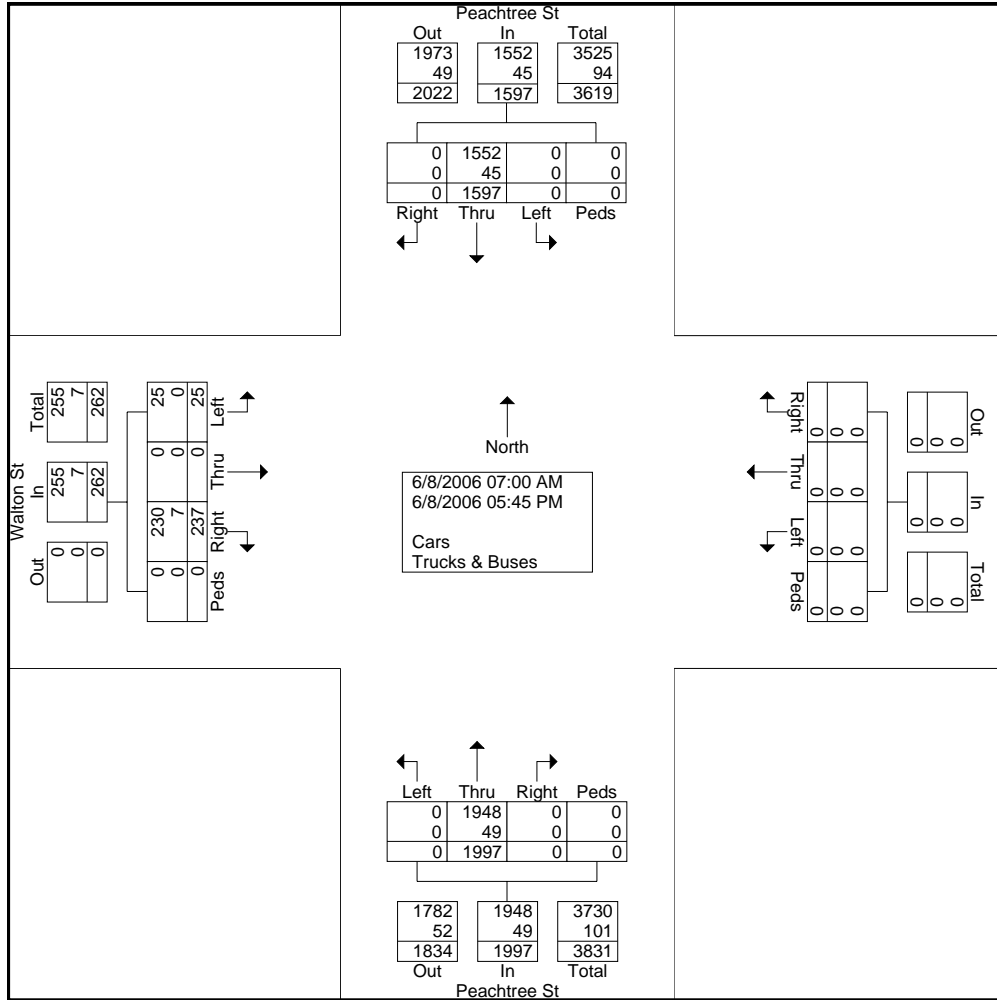 Peachtree St
Out In Total
1973 1552 3525
49 45 94
2022 1597 3619
0 1552 0 0
0 45 0 0
0 1597 0 0
Right Thru Left Peds
Walton St
Total In Out
255 255 0
7 7 0
262 262 0
25 0 230 0
0 0 7 0
25 0 237 0
Left Thru Right Peds
North
6/8/2006 07:00 AM
6/8/2006 05:45 PM
Cars
Trucks & Buses
Right Thru Left Peds
0 0 0 0
0 0 0 0
0 0 0 0
Out In Total
0 0 0
0 0 0
0 0 0
Left Thru Right Peds
0 1948 0 0
0 49 0 0
0 1997 0 0
1782 1948 3730
52 49 101
1834 1997 3831
Out In Total
Peachtree St